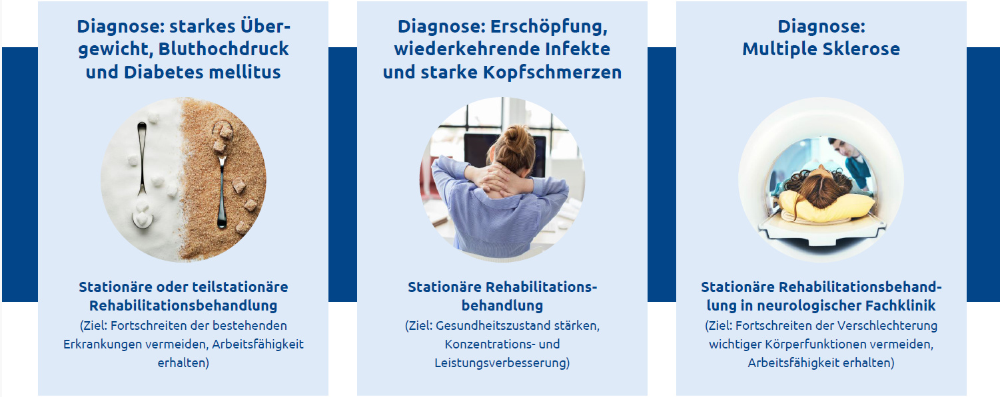 Diagnose: starkes Über-
gewicht, Bluthochdruck
und Diabetes mellitus
Stationäre oder teilstationäre
Rehabilitationsbehandlung
(Ziel: Fortschreiten der bestehenden
Erkrankungen vermeiden, Arbeitsfähigkeit
erhalten)
Diagnose: Erschöpfung,
wiederkehrende Infekte
und starke Kopfschmerzen
Stationäre Rehabilitations-
behandlung
(Ziel: Gesundheitszustand stärken,
Konzentrations- und
Leistungsverbesserung)
Diagnose:
Multiple Sklerose
Stationäre Rehabilitationsbehand-
lung in neurologischer Fachklinik
(Ziel: Fortschreiten der Verschlechterung
wichtiger Körperfunktionen vermeiden,
Arbeitsfähigkeit erhalten)